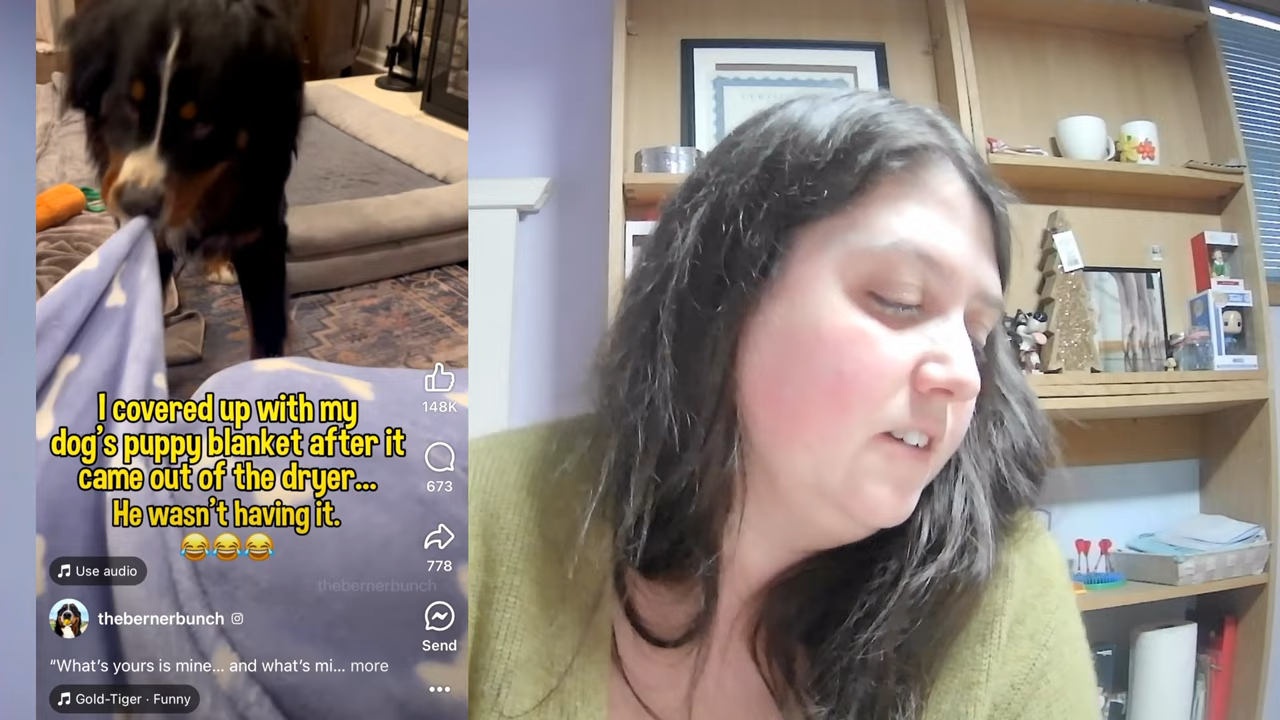 I covered up with my
dog's puppy blanket after it
came out of the dryer...
He wasn't having it.
😂😂😂
148K
673
778
Use audio
thebernerbunch
thebernerbunch
Send
“What's yours is mine... and what's mi... more
Gold-Tiger · Funny